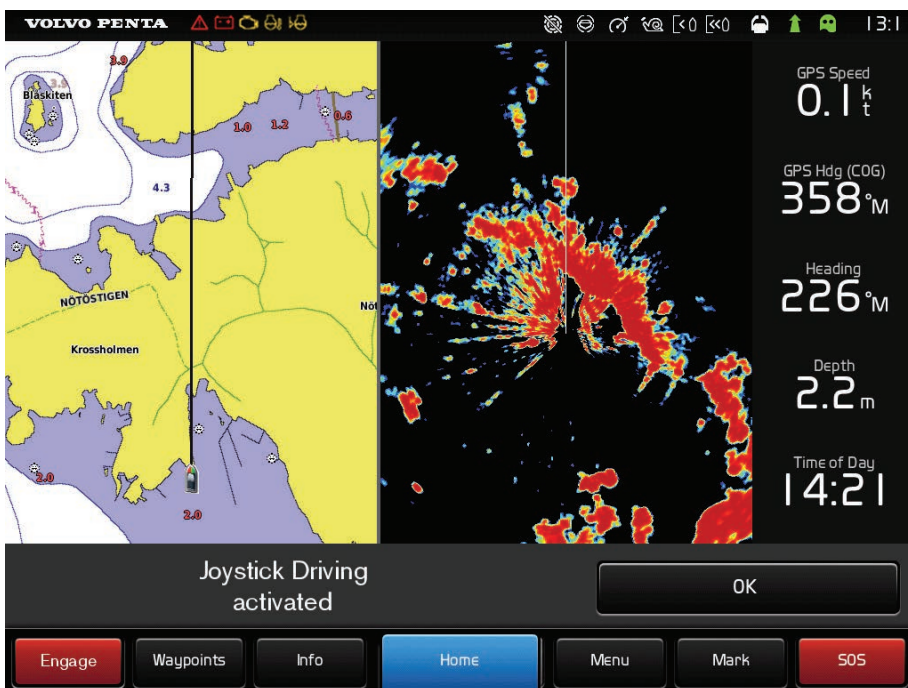 VOLVO PENTA
13:1
3.9
3.9
Blåskiten
1.0 1.2 0.6
4.3
NÖTÖSTIGEN
Nöt
Krossholmen
2.0
2.0
GPS Speed
0.1 kt
GPS Hdg (COG)
358°M
Heading
226°M
Depth
2.2 m
Time of Day
14:21
Joystick Driving
activated
OK
Engage Waypoints Info Home Menu Mark SOS